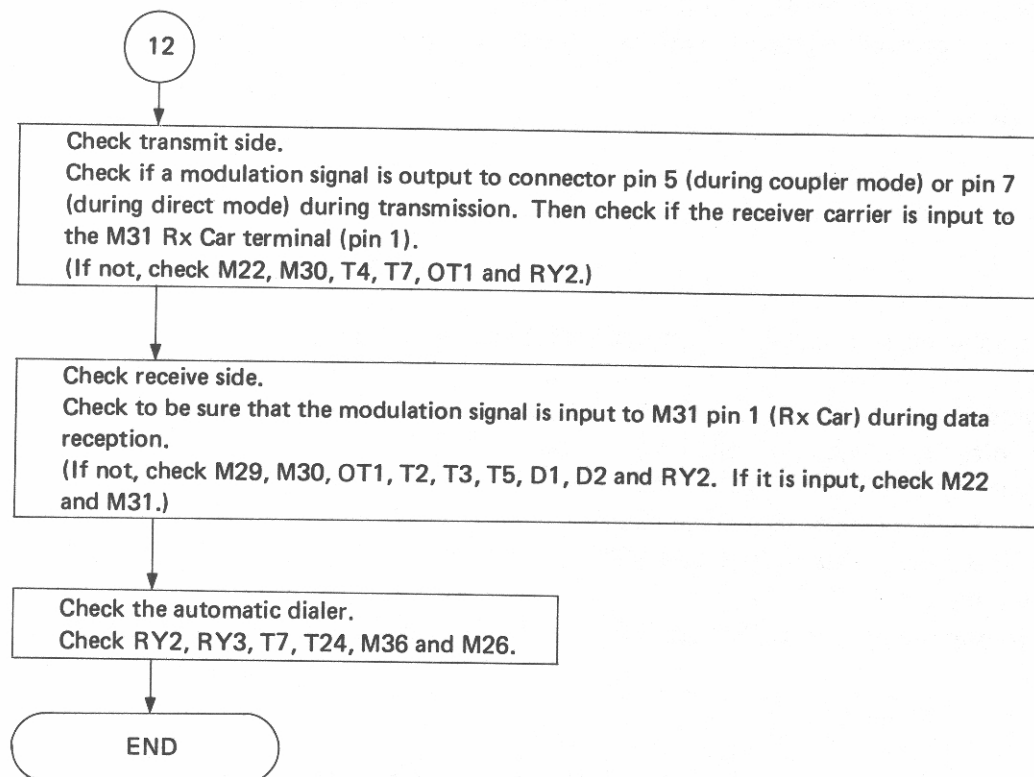 12
Check transmit side.
Check if a modulation signal is output to connector pin 5 (during coupler mode) or pin 7
(during direct mode) during transmission. Then check if the receiver carrier is input to
the M31 Rx Car terminal (pin 1).
(If not, check M22, M30, T4, T7, OT1 and RY2.)
Check receive side.
Check to be sure that the modulation signal is input to M31 pin 1 (Rx Car) during data
reception.
(If not, check M29, M30, OT1, T2, T3, T5, D1, D2 and RY2. If it is input, check M22
and M31.)
Check the automatic dialer.
Check RY2, RY3, T7, T24, M36 and M26.
END